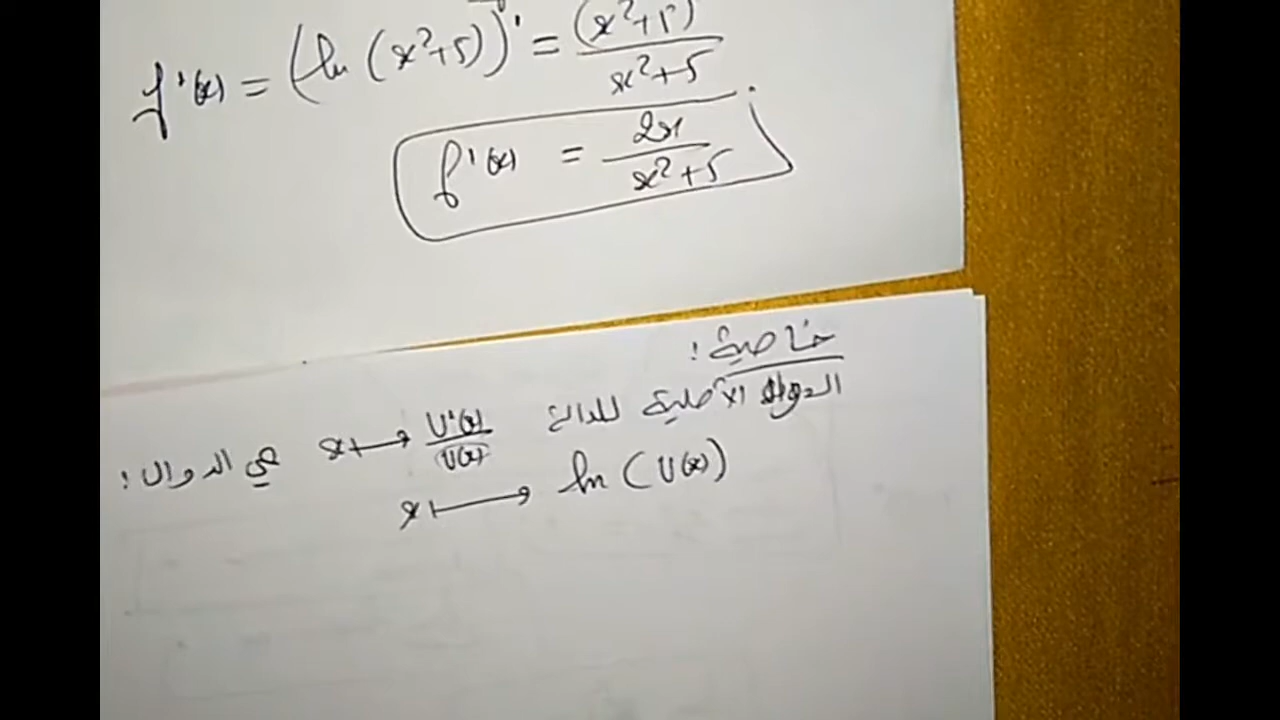 f'(x) = (ln (x²+5))' = (x²+5)' / x²+5
f'(x) = 2x / x²+5
خاصية :
الدوال الأصلية للدالة x ↦ U'(x) / U(x) هي الدوال :
x ↦ ln (U(x))